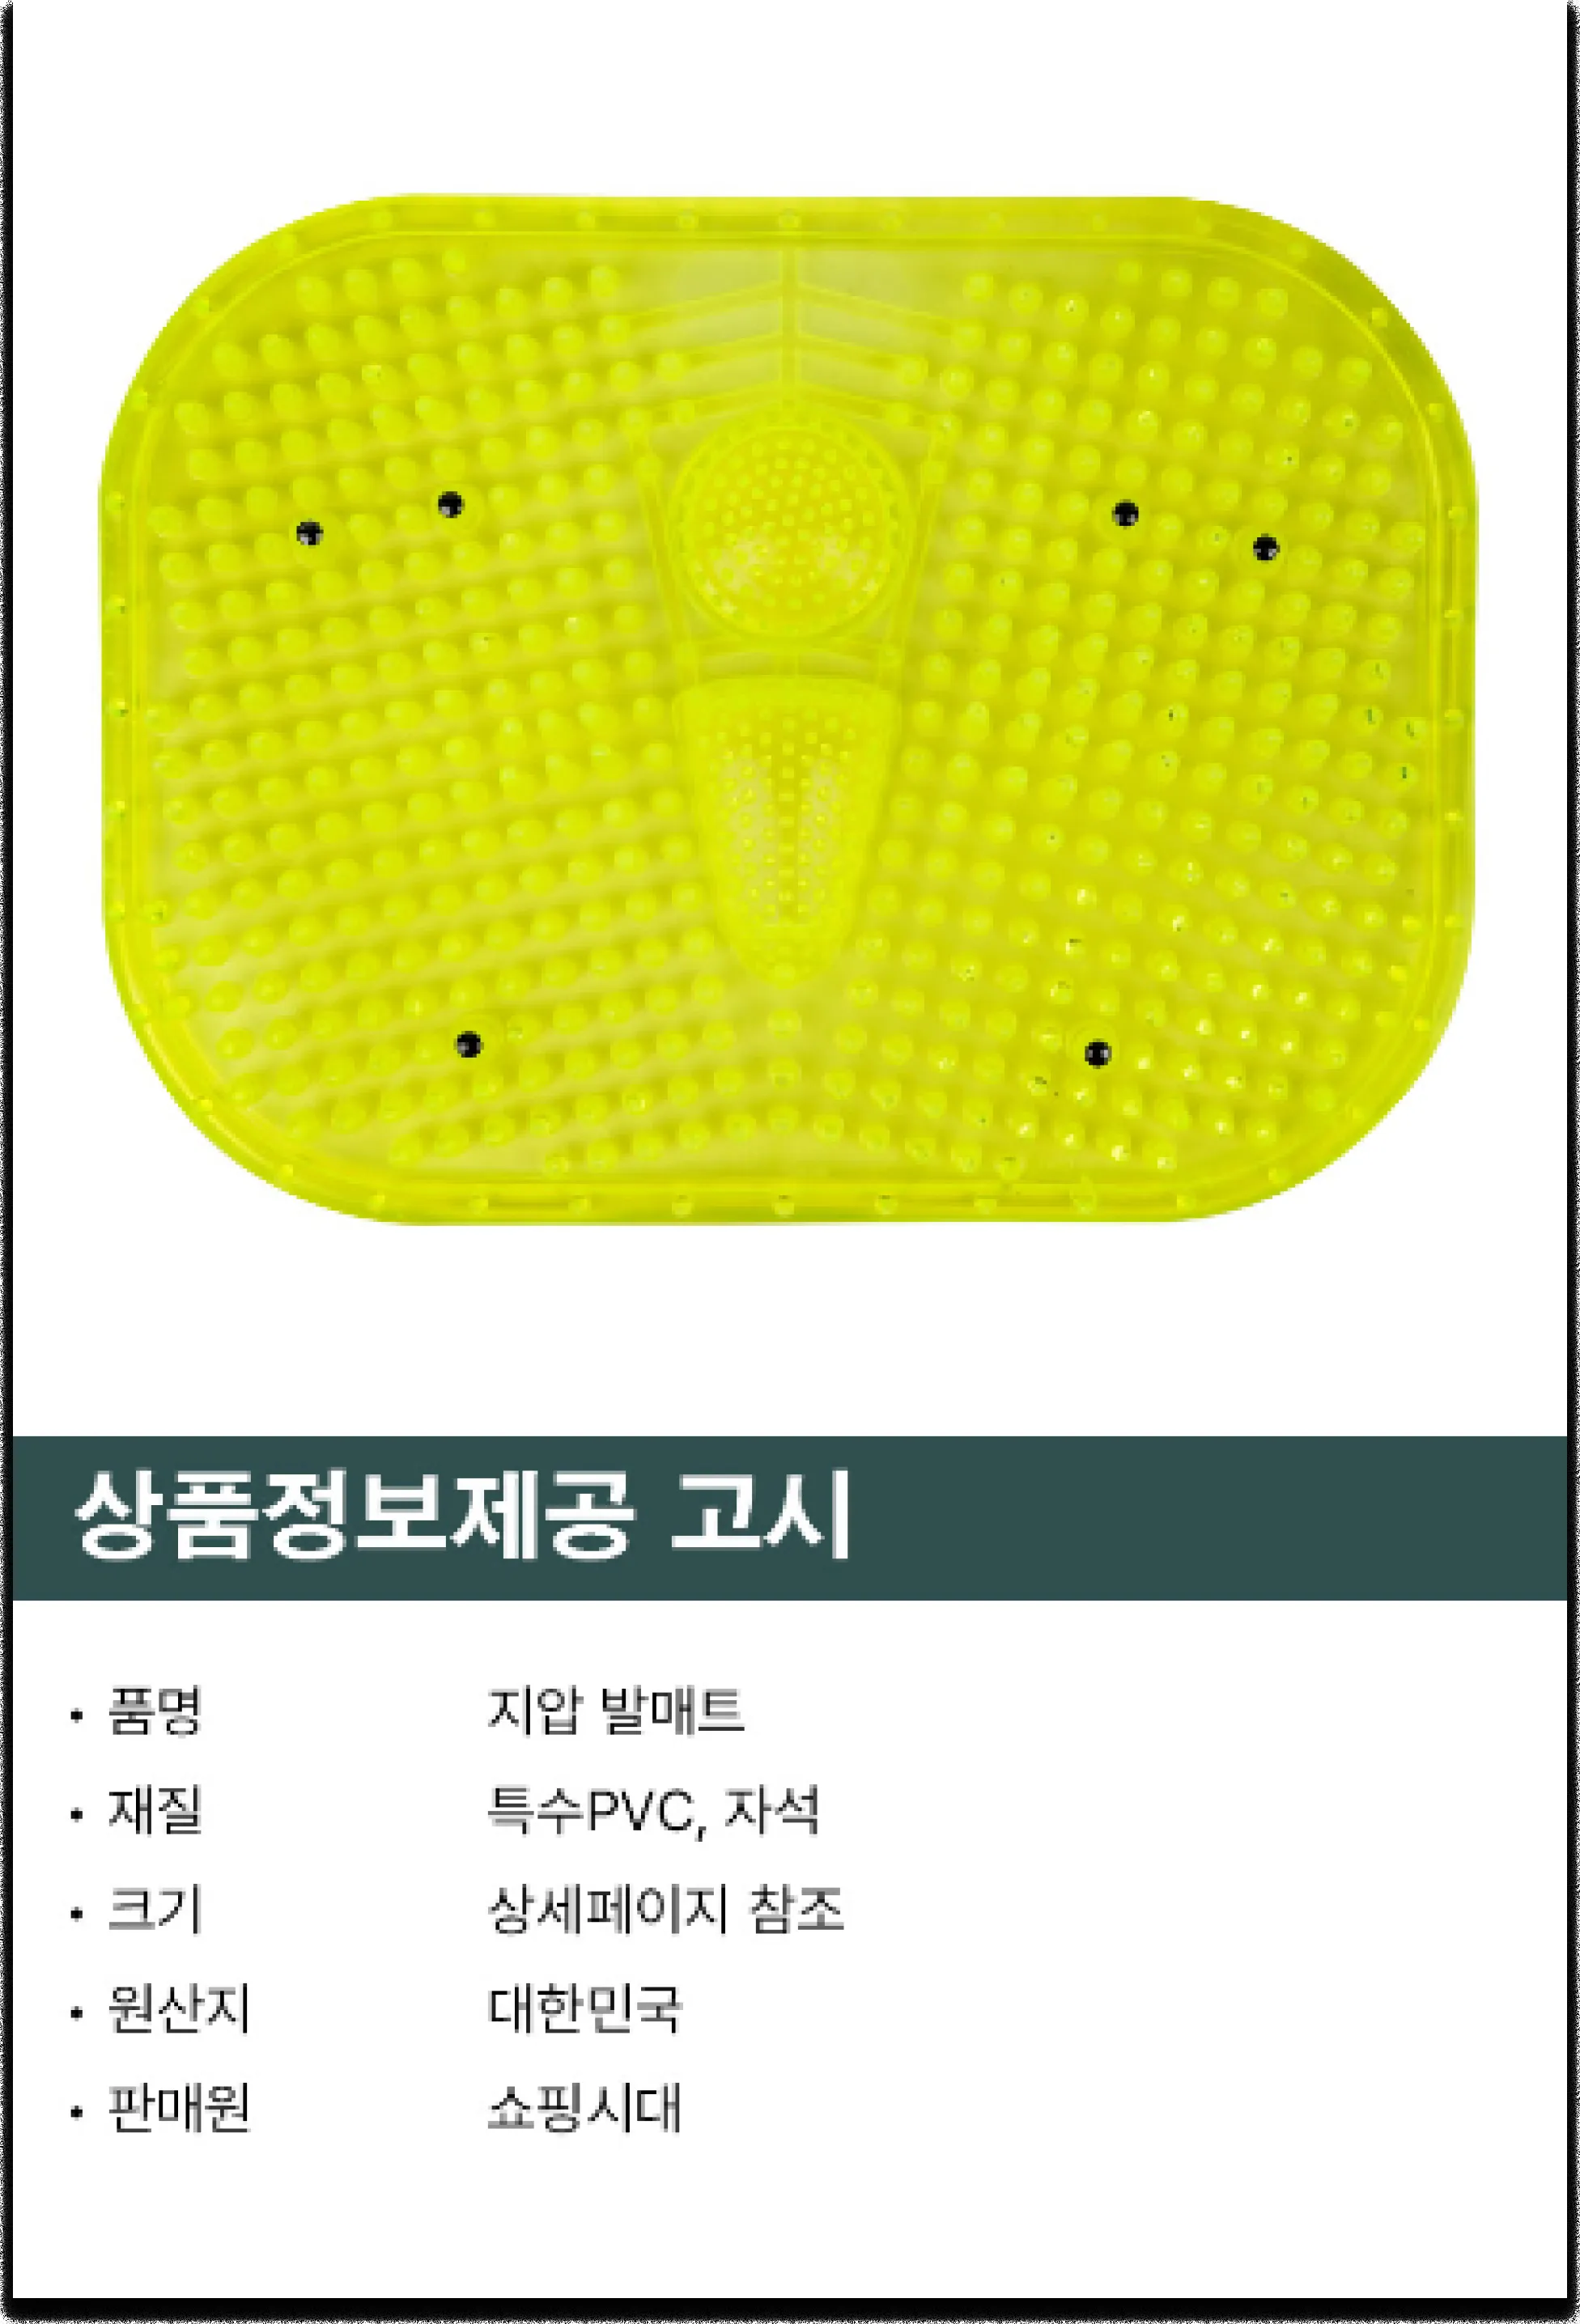 상품정보제공 고시
• 품명 지압 발매트
• 재질 특수PVC, 자석
• 크기 상세페이지 참조
• 원산지 대한민국
• 판매원 쇼핑시대